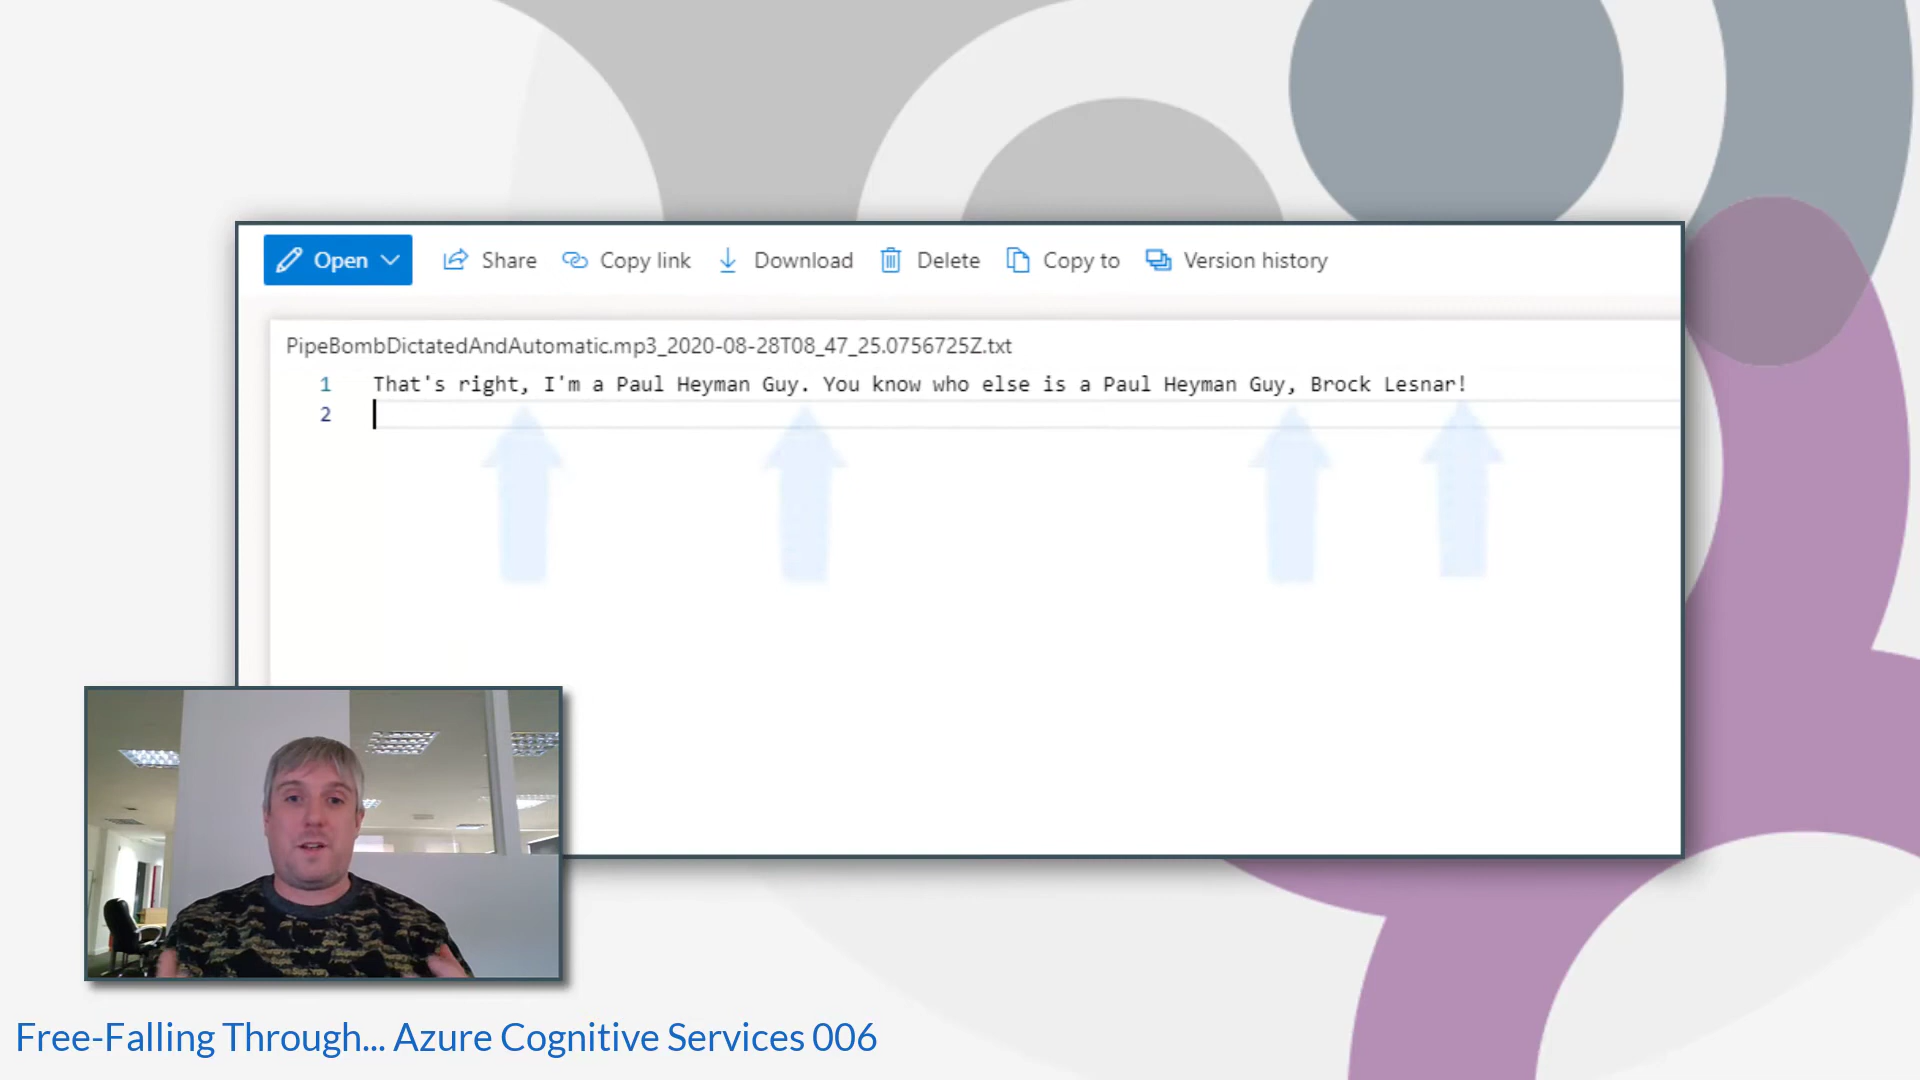 Open Share Copy link Download Delete Copy to Version history
PipeBombDictatedAndAutomatic.mp3_2020-08-28T08_47_25.0756725Z.txt
1 That's right, I'm a Paul Heyman Guy. You know who else is a Paul Heyman Guy, Brock Lesnar!
2
Free-Falling Through... Azure Cognitive Services 006